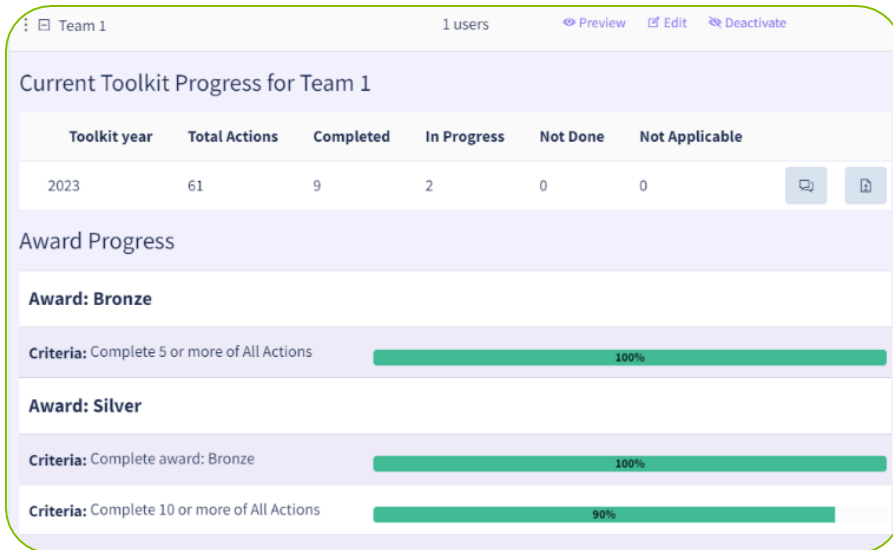 Team 1 1 users Preview Edit Deactivate
Current Toolkit Progress for Team 1
Toolkit year Total Actions Completed In Progress Not Done Not Applicable
2023 61 9 2 0 0
Award Progress
Award: Bronze
Criteria: Complete 5 or more of All Actions 100%
Award: Silver
Criteria: Complete award: Bronze 100%
Criteria: Complete 10 or more of All Actions 90%